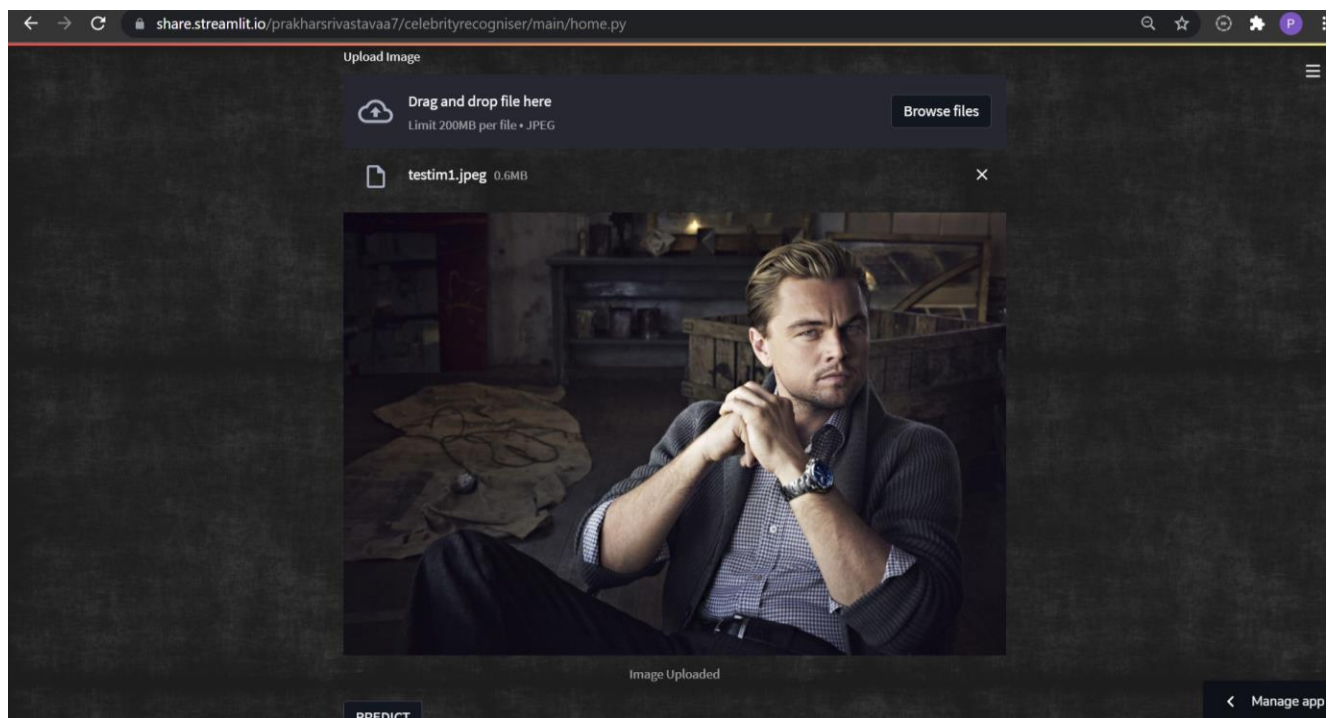 share.streamlit.io/prakharsrivastavaa7/celebrityrecogniser/main/home.py
P
Upload Image
Drag and drop file here
Limit 200MB per file • JPEG
Browse files
testim1.jpeg 0.6MB
Image Uploaded
Manage app
PREDICT